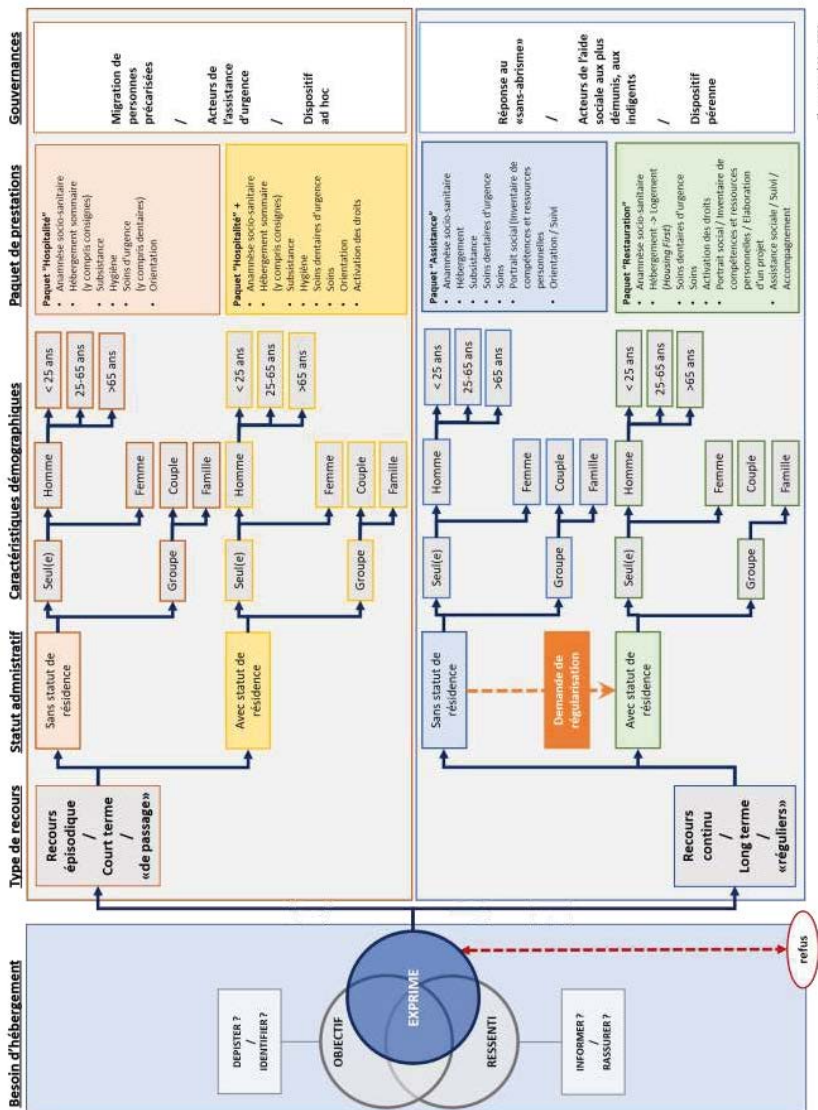 Besoin d'hébergement
DEPISTER ?
/
IDENTIFIER ?
OBJECTIF
EXPRIME
RESSENTI
INFORMER ?
/
RASSURER ?
refus
Type de recours
Recours
épisodique
/
Court terme
/
«de passage»
Recours
continu
/
Long terme
/
«réguliers»
Statut admnistratif
Sans statut de
résidence
Avec statut de
résidence
Sans statut de
résidence
Demande de
régularisation
Avec statut de
résidence
Caractéristiques démographiques
Seul(e)
Groupe
Homme
Femme
Couple
Famille
< 25 ans
25-65 ans
>65 ans
Seul(e)
Groupe
Homme
Femme
Couple
Famille
< 25 ans
25-65 ans
>65 ans
Seul(e)
Groupe
Homme
Femme
Couple
Famille
< 25 ans
25-65 ans
>65 ans
Seul(e)
Groupe
Homme
Femme
Couple
Famille
< 25 ans
25-65 ans
>65 ans
Paquet de prestations
Paquet "Hospitalité"
• Anamnèse socio-sanitaire
• Hébergement sommaire
(y compris consignes)
• Subsistance
• Hygiène
• Soins d'urgence
(y compris dentaires)
• Orientation
Paquet "Hospitalité" +
• Anamnèse socio-sanitaire
• Hébergement sommaire
(y compris consignes)
• Subsistance
• Hygiène
• Soins dentaires d'urgence
• Soins
• Orientation
• Activation des droits
Paquet "Assistance"
• Anamnèse socio-sanitaire
• Hébergement
• Subsistance
• Soins dentaires d'urgence
• Soins
• Portrait social (Inventaire de
compétences et ressources
personnelles
• Orientation / Suivi
Paquet "Restauration"
• Anamnèse socio-sanitaire
• Hébergement -> Logement
(Housing First)
• Soins dentaires d'urgence
• Soins
• Activation des droits
• Portrait social / Inventaire de
compétences et ressources
personnelles / Elaboration
d'un projet
• Assistance sociale / Suivi /
Accompagnement
Gouvernances
Migration de
personnes
précarisées
/
Acteurs de
l'assistance
d'urgence
/
Dispositif
ad hoc
Réponse au
«sans-abrisme»
/
Acteurs de l'aide
sociale aux plus
démunis, aux
indigents
/
Dispositif
pérenne